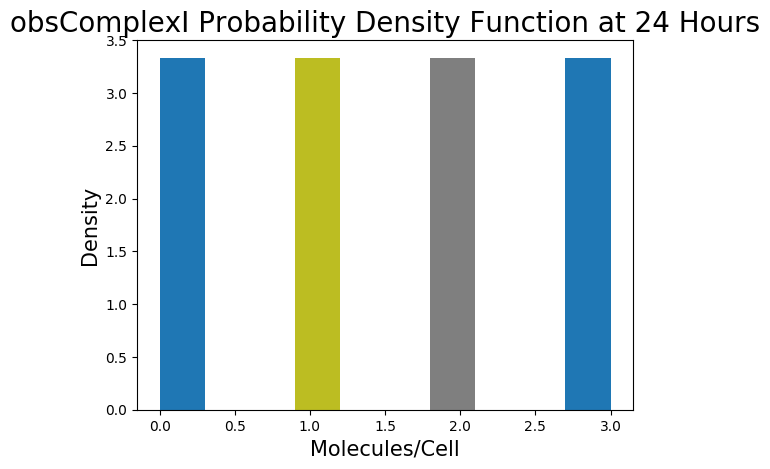 obsComplexI Probability Density Function at 24 Hours
3.5
3.0
2.5
2.0
1.5
1.0
0.5
0.0
Density
0.0 0.5 1.0 1.5 2.0 2.5 3.0
Molecules/Cell